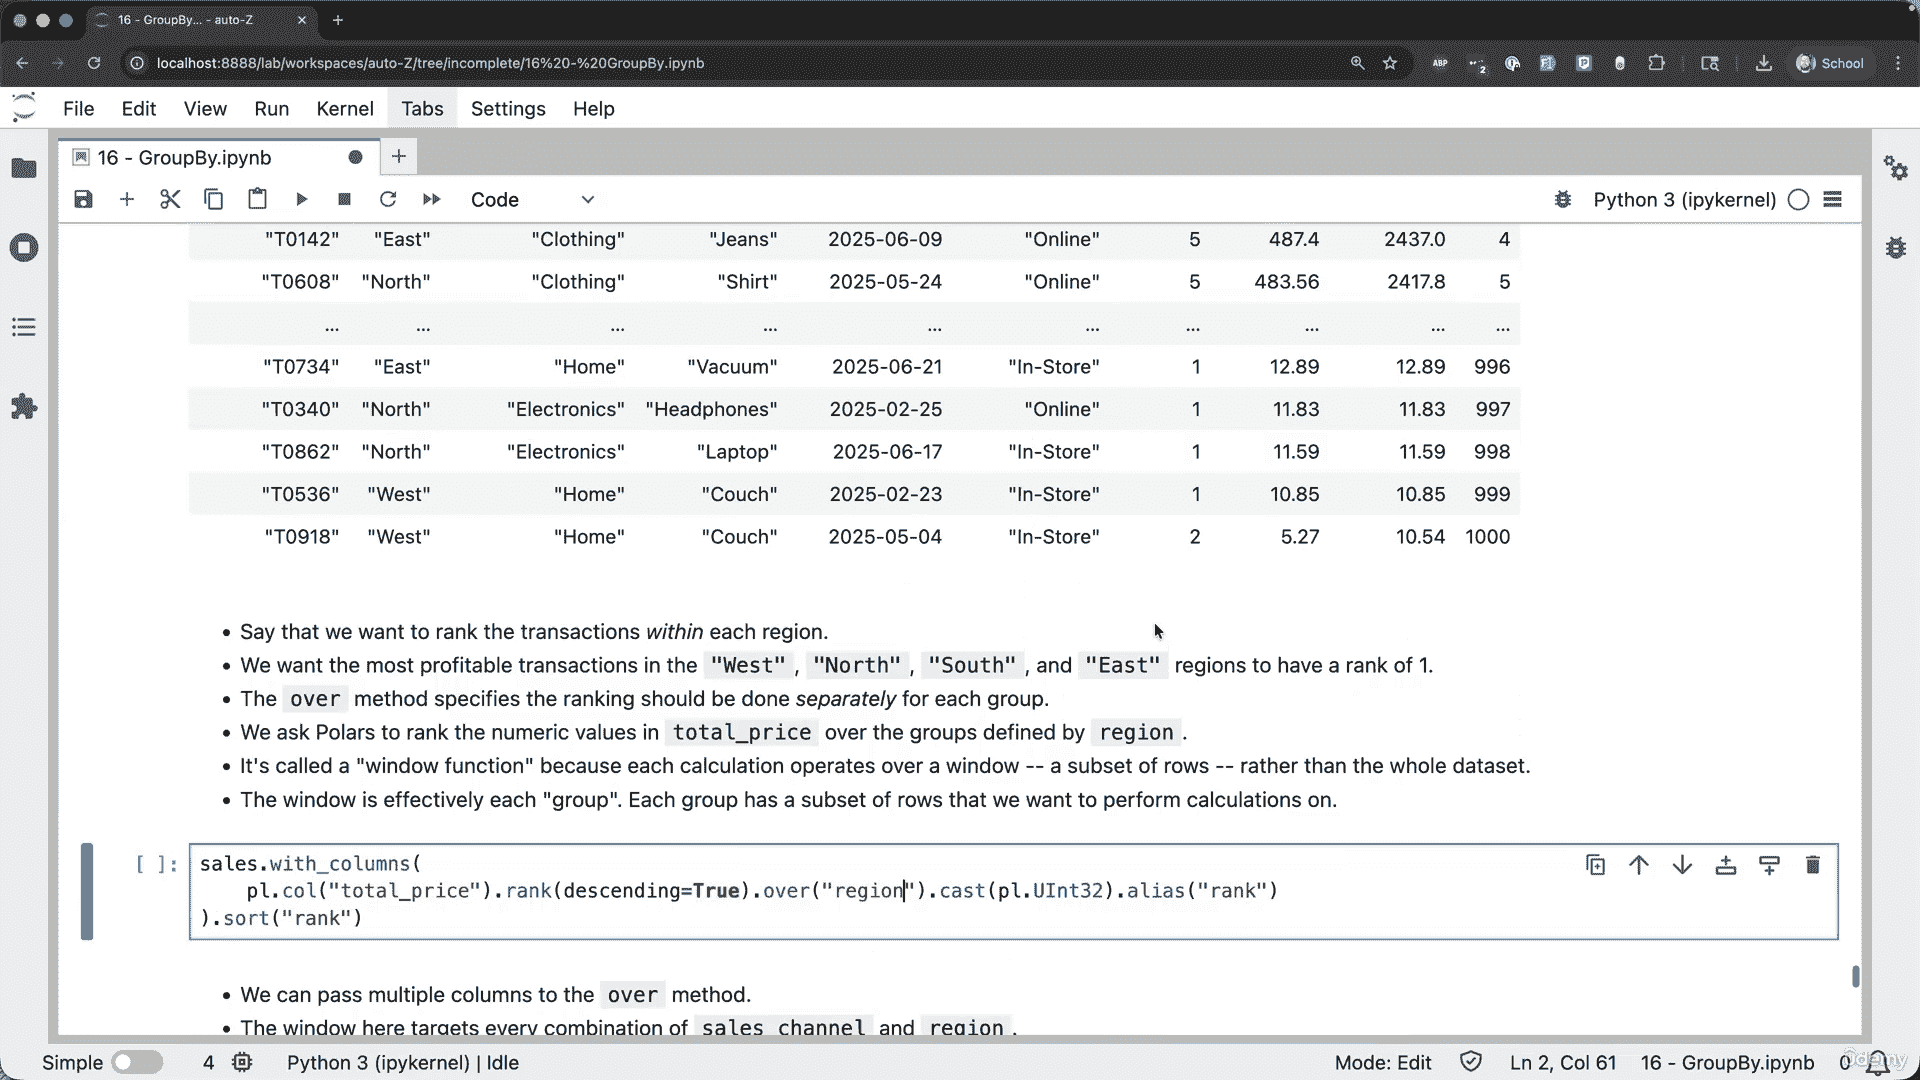 16 - GroupBy... - auto-Z
localhost:8888/lab/workspaces/auto-Z/tree/incomplete/16%20-%20GroupBy.ipynb
ABP
2
School
File Edit View Run Kernel Tabs Settings Help
16 - GroupBy.ipynb
Code
Python 3 (ipykernel)
"T0142" "East" "Clothing" "Jeans" 2025-06-09 "Online" 5 487.4 2437.0 4
"T0608" "North" "Clothing" "Shirt" 2025-05-24 "Online" 5 483.56 2417.8 5
... ... ... ... ... ... ... ... ... ...
"T0734" "East" "Home" "Vacuum" 2025-06-21 "In-Store" 1 12.89 12.89 996
"T0340" "North" "Electronics" "Headphones" 2025-02-25 "Online" 1 11.83 11.83 997
"T0862" "North" "Electronics" "Laptop" 2025-06-17 "In-Store" 1 11.59 11.59 998
"T0536" "West" "Home" "Couch" 2025-02-23 "In-Store" 1 10.85 10.85 999
"T0918" "West" "Home" "Couch" 2025-05-04 "In-Store" 2 5.27 10.54 1000
• Say that we want to rank the transactions within each region.
• We want the most profitable transactions in the "West", "North", "South", and "East" regions to have a rank of 1.
• The over method specifies the ranking should be done separately for each group.
• We ask Polars to rank the numeric values in total_price over the groups defined by region.
• It's called a "window function" because each calculation operates over a window -- a subset of rows -- rather than the whole dataset.
• The window is effectively each "group". Each group has a subset of rows that we want to perform calculations on.
[ ]:
sales.with_columns(
    pl.col("total_price").rank(descending=True).over("region").cast(pl.UInt32).alias("rank")
).sort("rank")
• We can pass multiple columns to the over method.
• The window here targets every combination of sales_channel and region.
Simple 4 Python 3 (ipykernel) | Idle Mode: Edit Ln 2, Col 61 16 - GroupBy.ipynb 0
udemy